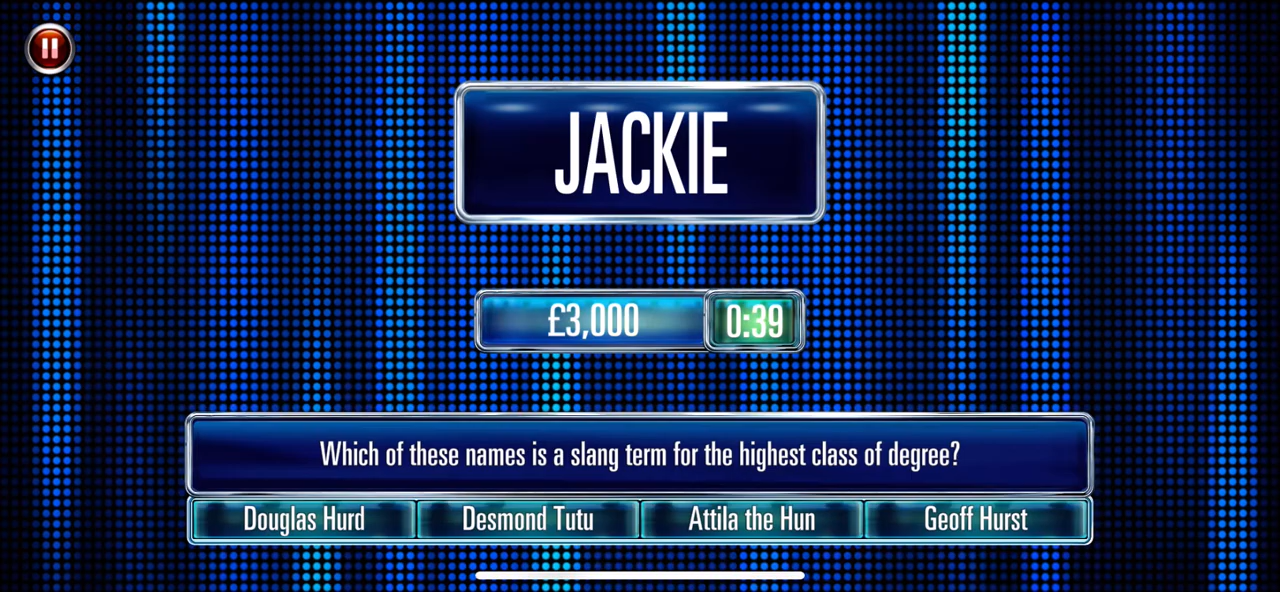 JACKIE
£3,000 0:39
Which of these names is a slang term for the highest class of degree?
Douglas Hurd Desmond Tutu Attila the Hun Geoff Hurst